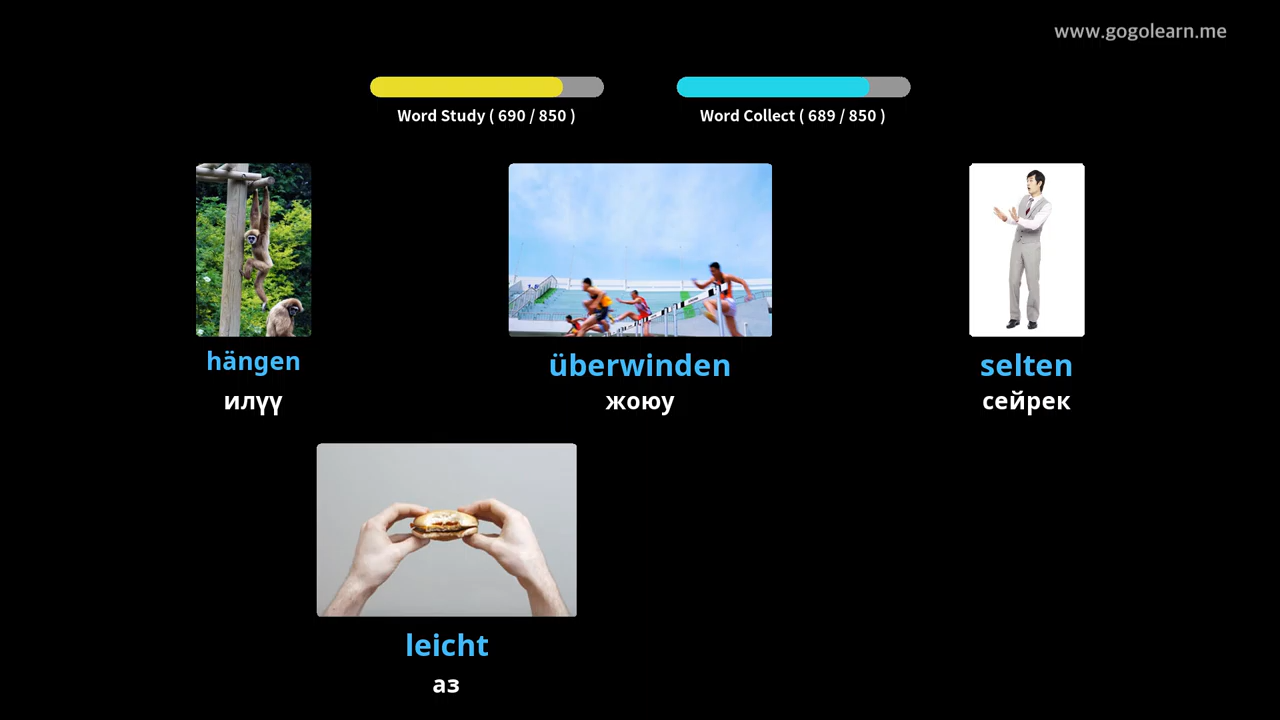 www.gogolearn.me
Word Study ( 690 / 850 )
Word Collect ( 689 / 850 )
hängen
илүү
überwinden
жоюу
selten
сейрек
leicht
аз